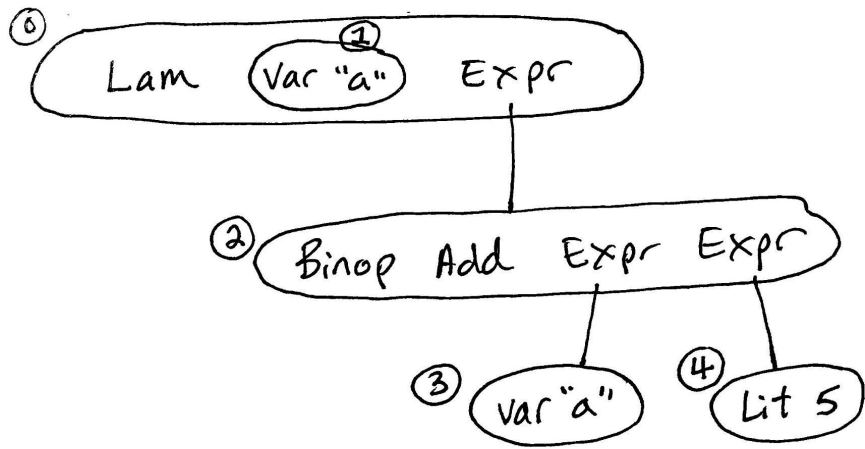 0
1
Lam Var "a" Expr
2 Binop Add Expr Expr
3 Var "a" 4 Lit 5